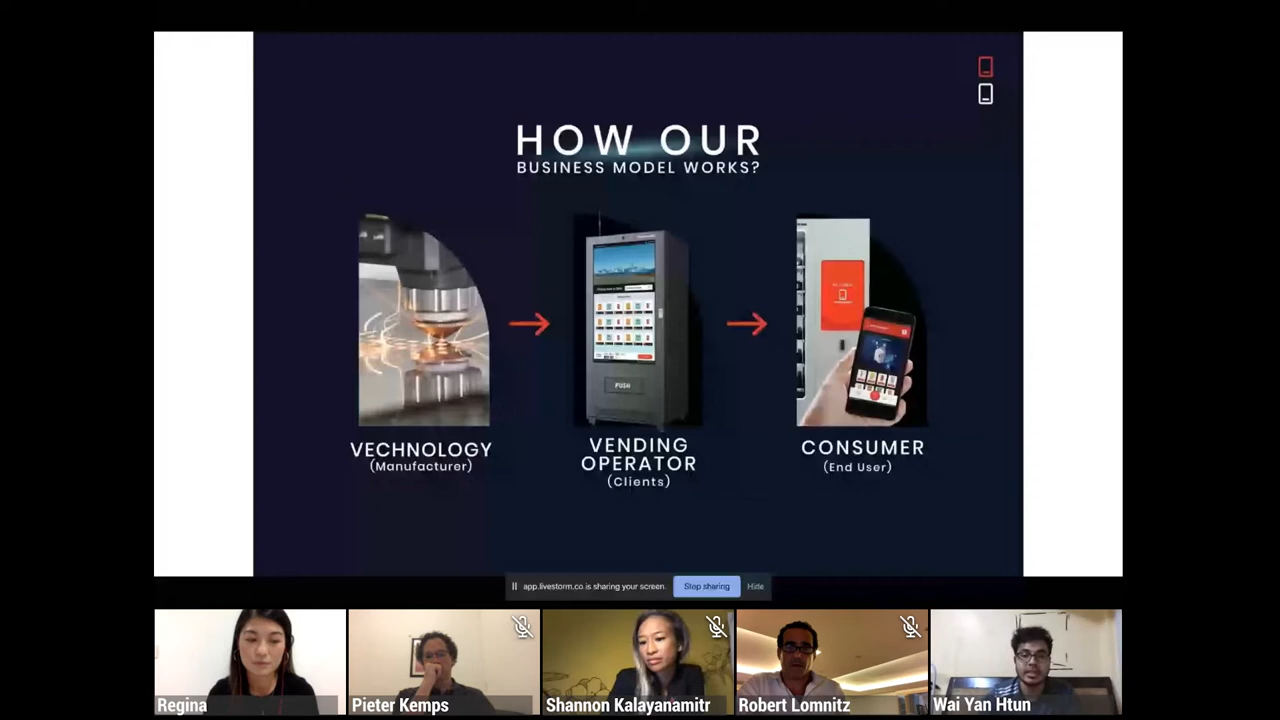 HOW OUR
BUSINESS MODEL WORKS?
PUSH
VECHNOLOGY
(Manufacturer)
VENDING
OPERATOR
(Clients)
CONSUMER
(End User)
app.livestorm.co is sharing your screen.
Stop sharing
Hide
Regina
Pieter Kemps
Shannon Kalayanamitr
Robert Lomnitz
Wai Yan Htun